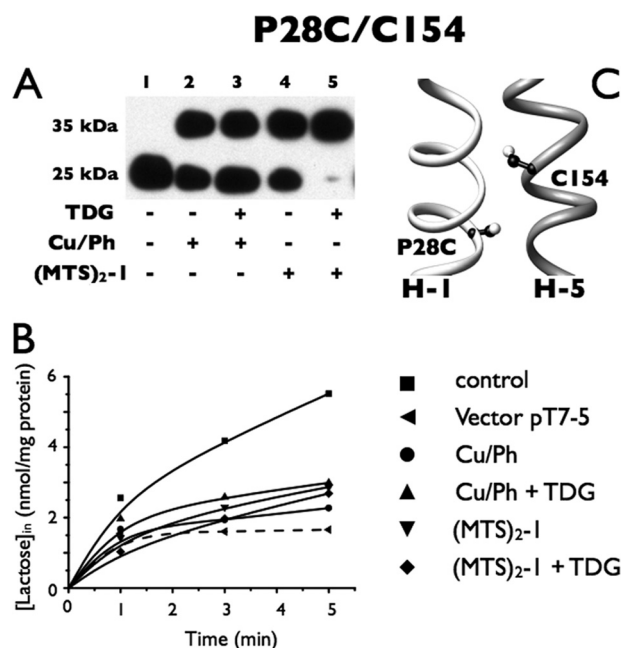 P28C/C154
A
1 2 3 4 5
35 kDa
25 kDa
TDG - - + - +
Cu/Ph - + + - -
(MTS)2-1 - - - + +
C
C154
P28C
H-1 H-5
B
[Lactose]in (nmol/mg protein)
6
4
2
0
0 1 2 3 4 5
Time (min)
control
Vector pT7-5
Cu/Ph
Cu/Ph + TDG
(MTS)2-1
(MTS)2-1 + TDG